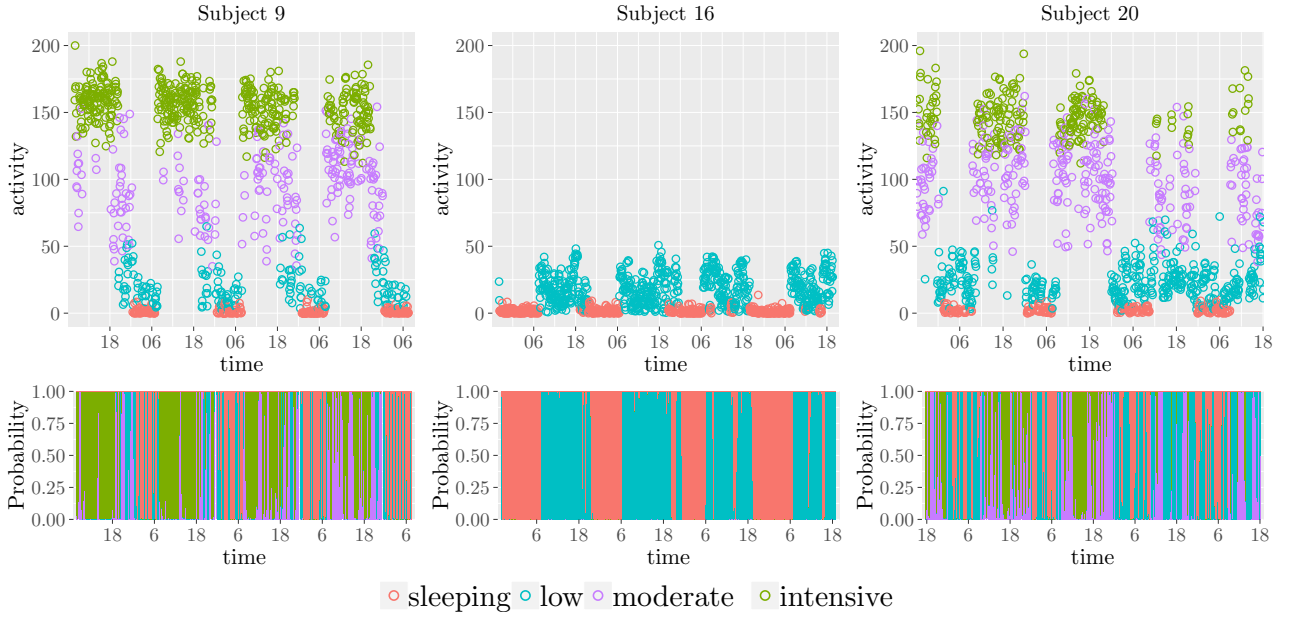 Subject 9
Subject 16
Subject 20
200
150
100
50
0
activity
18 06 18 06 18 06 18 06
time
200
150
100
50
0
activity
06 18 06 18 06 18 06 18
time
200
150
100
50
0
activity
06 18 06 18 06 18 06 18
time
1.00
0.75
0.50
0.25
0.00
Probability
18 6 18 6 18 6 18 6
time
1.00
0.75
0.50
0.25
0.00
Probability
6 18 6 18 6 18 6 18
time
1.00
0.75
0.50
0.25
0.00
Probability
18 6 18 6 18 6 18 6 18
time
sleeping low moderate intensive